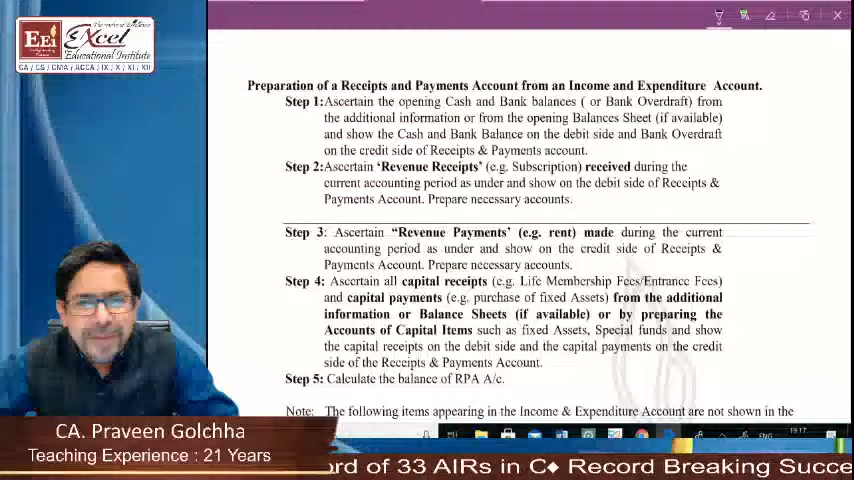 The rule of Excellence
EEi
Excel
Educational Institute
CA / CS / CMA / ACCA / IX / X / XI / XII
Preparation of a Receipts and Payments Account from an Income and Expenditure Account.
Step 1:Ascertain the opening Cash and Bank balances ( or Bank Overdraft) from
the additional information or from the opening Balances Sheet (if available)
and show the Cash and Bank Balance on the debit side and Bank Overdraft
on the credit side of Receipts & Payments account.
Step 2:Ascertain ‘Revenue Receipts’ (e.g. Subscription) received during the
current accounting period as under and show on the debit side of Receipts &
Payments Account. Prepare necessary accounts.
Step 3: Ascertain “Revenue Payments’ (e.g. rent) made during the current
accounting period as under and show on the credit side of Receipts &
Payments Account. Prepare necessary accounts.
Step 4: Ascertain all capital receipts (e.g. Life Membership Fees/Entrance Fees)
and capital payments (e.g. purchase of fixed Assets) from the additional
information or Balance Sheets (if available) or by preparing the
Accounts of Capital Items such as fixed Assets, Special funds and show
the capital receipts on the debit side and the capital payments on the credit
side of the Receipts & Payments Account.
Step 5: Calculate the balance of RPA A/c.
Note: The following items appearing in the Income & Expenditure Account are not shown in the
ENG
19:17
CA. Praveen Golchha
Teaching Experience : 21 Years
ord of 33 AIRs in C♦ Record Breaking Succe